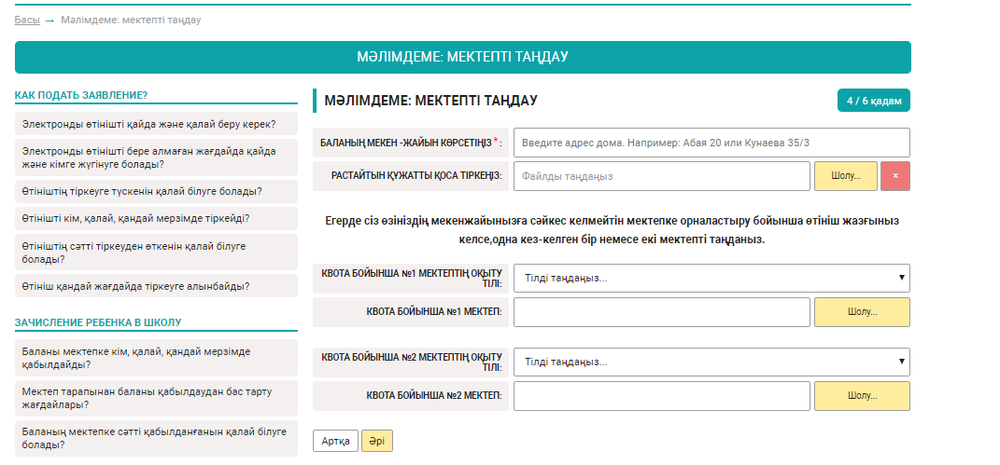 Басы → Мәлімдеме: мектепті таңдау
МӘЛІМДЕМЕ: МЕКТЕПТІ ТАҢДАУ
КАК ПОДАТЬ ЗАЯВЛЕНИЕ?
Электронды өтінішті қайда және қалай беру керек?
Электронды өтінішті бере алмаған жағдайда қайда
және кімге жүгінуге болады?
Өтініштің тіркеуге түскенін қалай білуге болады?
Өтінішті кім, қалай, қандай мерзімде тіркейді?
Өтініштің сәтті тіркеуден өткенін қалай білуге
болады?
Өтініш қандай жағдайда тіркеуге алынбайды?
ЗАЧИСЛЕНИЕ РЕБЕНКА В ШКОЛУ
Баланы мектепке кім, қалай, қандай мерзімде
қабылдайды?
Мектеп тарапынан баланы қабылдаудан бас тарту
жағдайлары?
Баланың мектепке сәтті қабылданғанын қалай білуге
болады?
МӘЛІМДЕМЕ: МЕКТЕПТІ ТАҢДАУ
4 / 6 қадам
БАЛАНЫҢ МЕКЕН -ЖАЙЫН КӨРСЕТІҢІЗ * :
Введите адрес дома. Например: Абая 20 или Кунаева 35/3
РАСТАЙТЫН ҚҰЖАТТЫ ҚОСА ТІРКЕҢІЗ:
Файлды таңдаңыз
Шолу...
×
Егерде сіз өзініздің мекенжайынызға сәйкес келмейтін мектепке орналастыру бойынша өтініш жазғыныз
келсе,одна кез-келген бір немесе екі мектепті таңданыз.
КВОТА БОЙЫНША №1 МЕКТЕПТІҢ ОҚЫТУ
ТІЛІ:
Тілді таңдаңыз...
КВОТА БОЙЫНША №1 МЕКТЕП:
Шолу...
КВОТА БОЙЫНША №2 МЕКТЕПТІҢ ОҚЫТУ
ТІЛІ:
Тілді таңдаңыз...
КВОТА БОЙЫНША №2 МЕКТЕП:
Шолу...
Артқа
Әрі